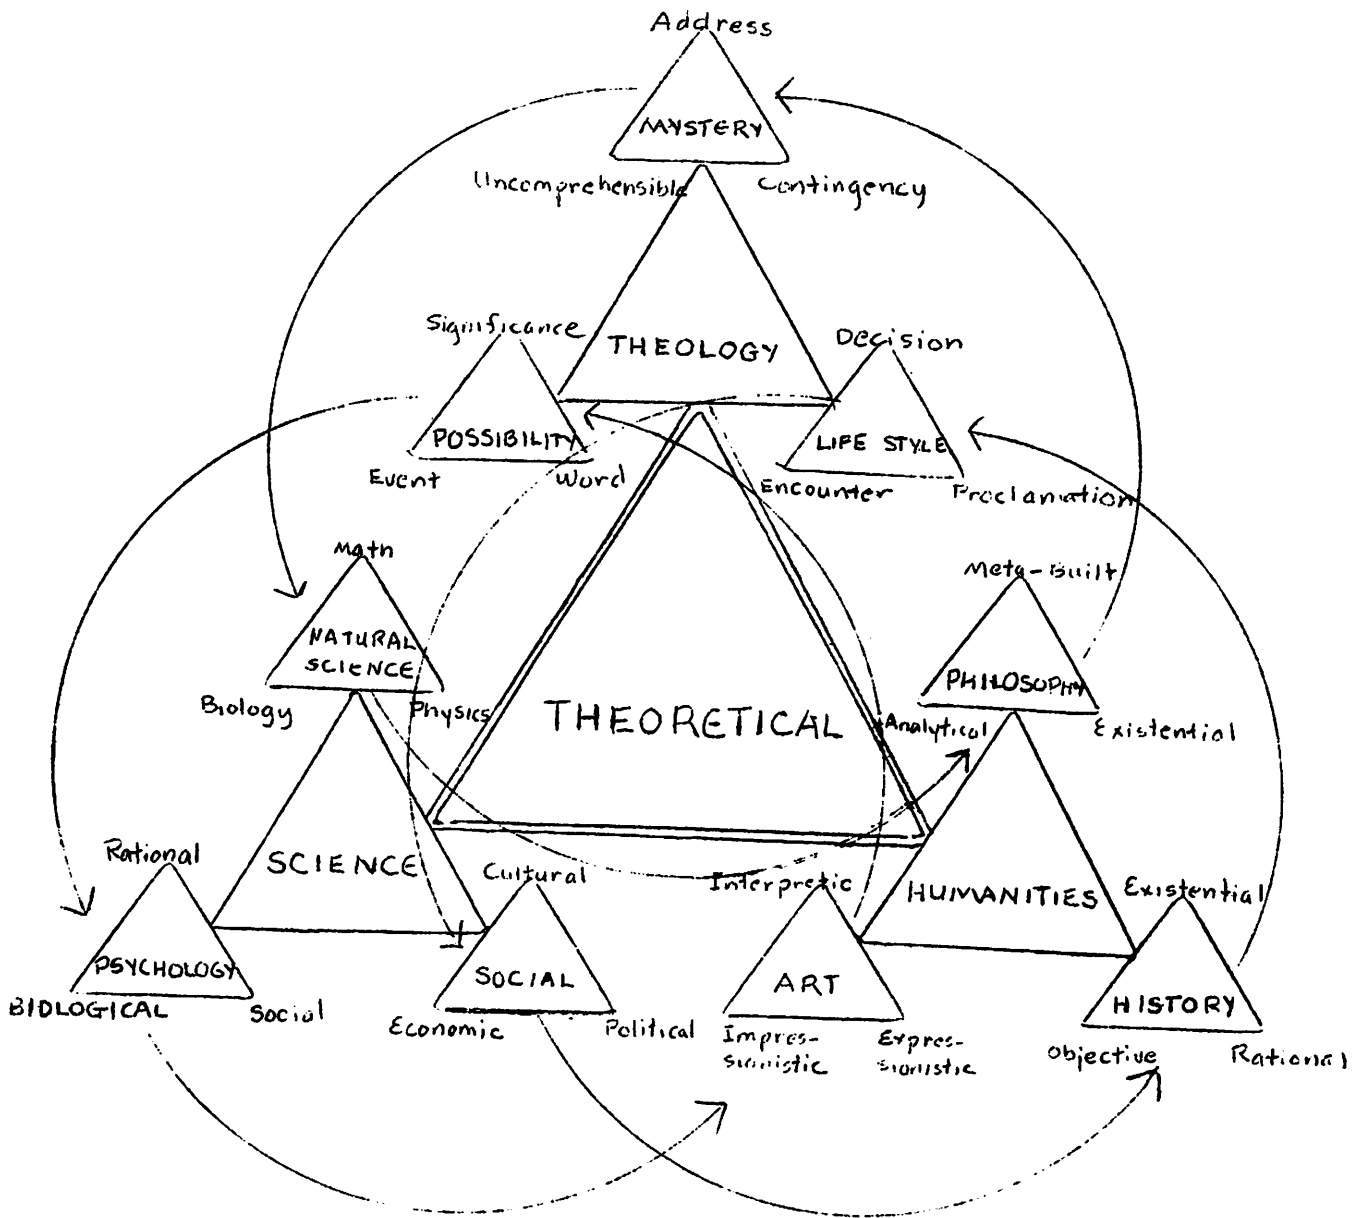 Address
MYSTERY
Uncomprehensible
Contingency
Significance
THEOLOGY
Decision
POSSIBILITY
LIFE STYLE
Event
Word
Encounter
Proclamation
Math
Meta-Built
NATURAL
SCIENCE
PHILOSOPHY
Biology
Physics
THEORETICAL
Analytical
Existential
Rational
SCIENCE
Cultural
Interpretic
HUMANITIES
Existential
PSYCHOLOGY
SOCIAL
ART
HISTORY
BIOLOGICAL
Social
Economic
Political
Impres-
sionistic
Expres-
sionistic
Objective
Rational